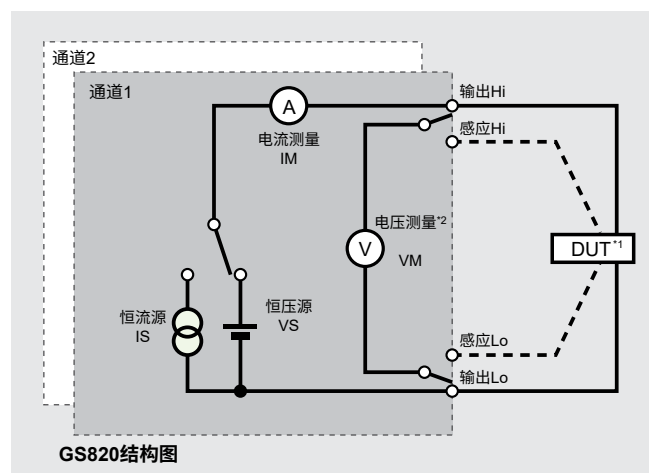 通道2
通道1
A
电流测量
IM
输出Hi
感应Hi
电压测量*2
V
VM
DUT*1
恒流源
IS
恒压源
VS
感应Lo
输出Lo
GS820结构图